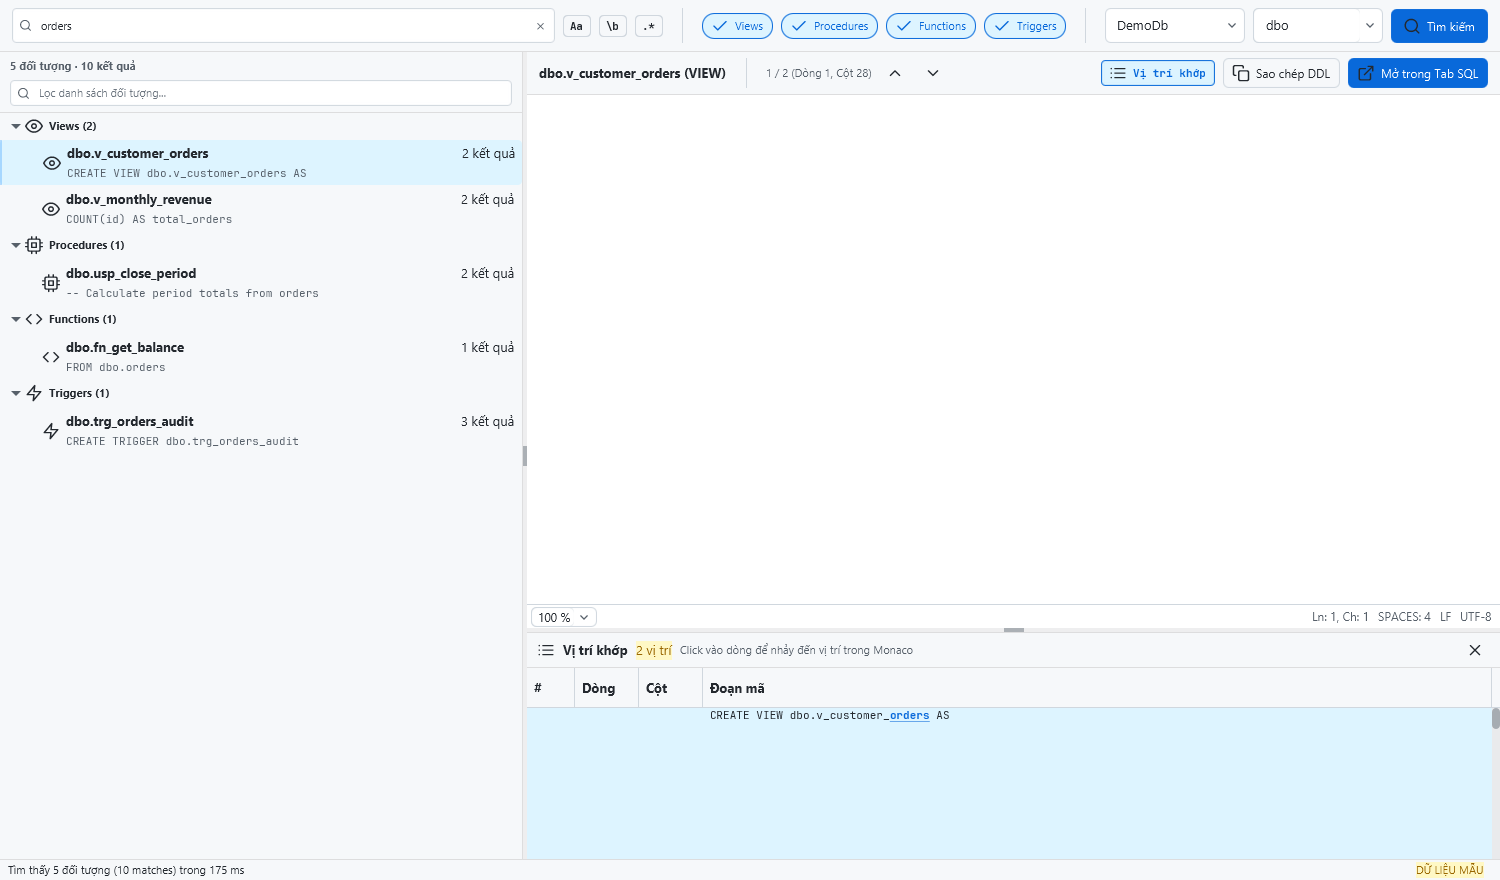 orders
Aa
\b
.*
Views
Procedures
Functions
Triggers
DemoDb
dbo
Tìm kiếm
5 đối tượng · 10 kết quả
Lọc danh sách đối tượng...
Views (2)
dbo.v_customer_orders
2 kết quả
CREATE VIEW dbo.v_customer_orders AS
dbo.v_monthly_revenue
2 kết quả
COUNT(id) AS total_orders
Procedures (1)
dbo.usp_close_period
2 kết quả
-- Calculate period totals from orders
Functions (1)
dbo.fn_get_balance
1 kết quả
FROM dbo.orders
Triggers (1)
dbo.trg_orders_audit
3 kết quả
CREATE TRIGGER dbo.trg_orders_audit
dbo.v_customer_orders (VIEW)
1 / 2 (Dòng 1, Cột 28)
Vị trí khớp
Sao chép DDL
Mở trong Tab SQL
100 %
Ln: 1, Ch: 1
SPACES: 4
LF
UTF-8
Vị trí khớp
2 vị trí
Click vào dòng để nhảy đến vị trí trong Monaco
#
Dòng
Cột
Đoạn mã
CREATE VIEW dbo.v_customer_orders AS
Tìm thấy 5 đối tượng (10 matches) trong 175 ms
DỮ LIỆU MẪU